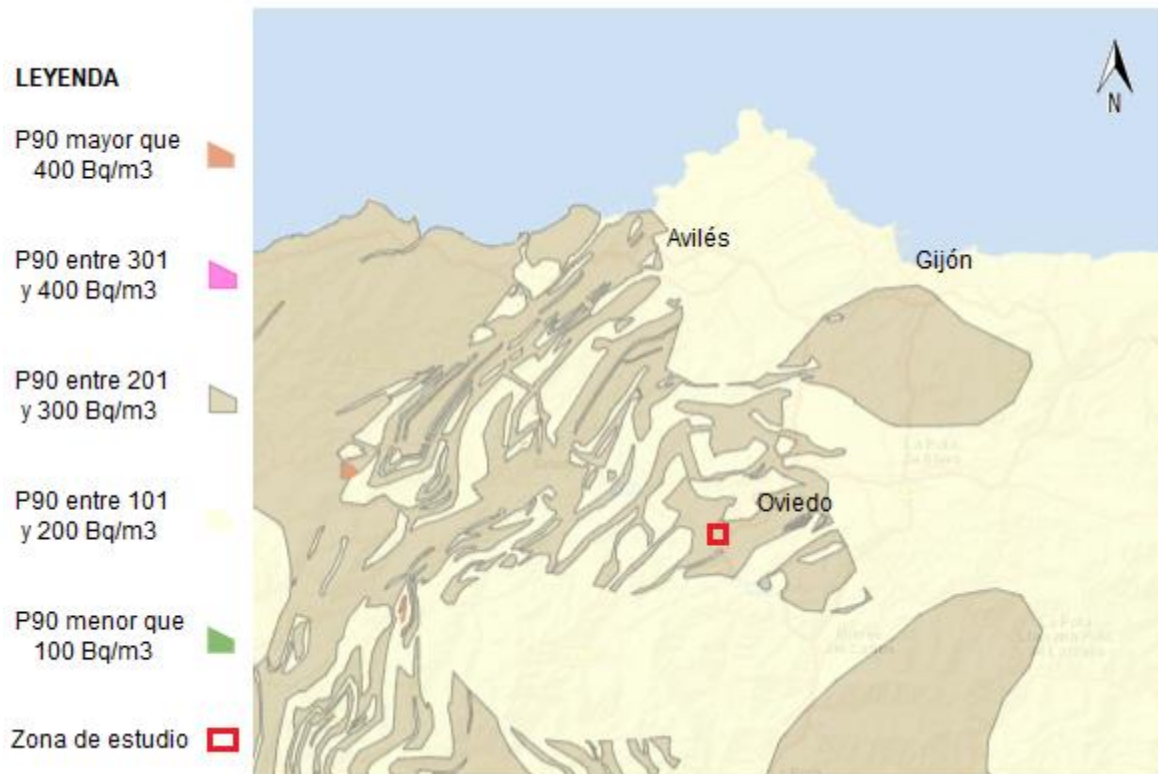 LEYENDA
P90 mayor que
400 Bq/m3
P90 entre 301
y 400 Bq/m3
P90 entre 201
y 300 Bq/m3
P90 entre 101
y 200 Bq/m3
P90 menor que
100 Bq/m3
Zona de estudio
N
Avilés
Gijón
Oviedo